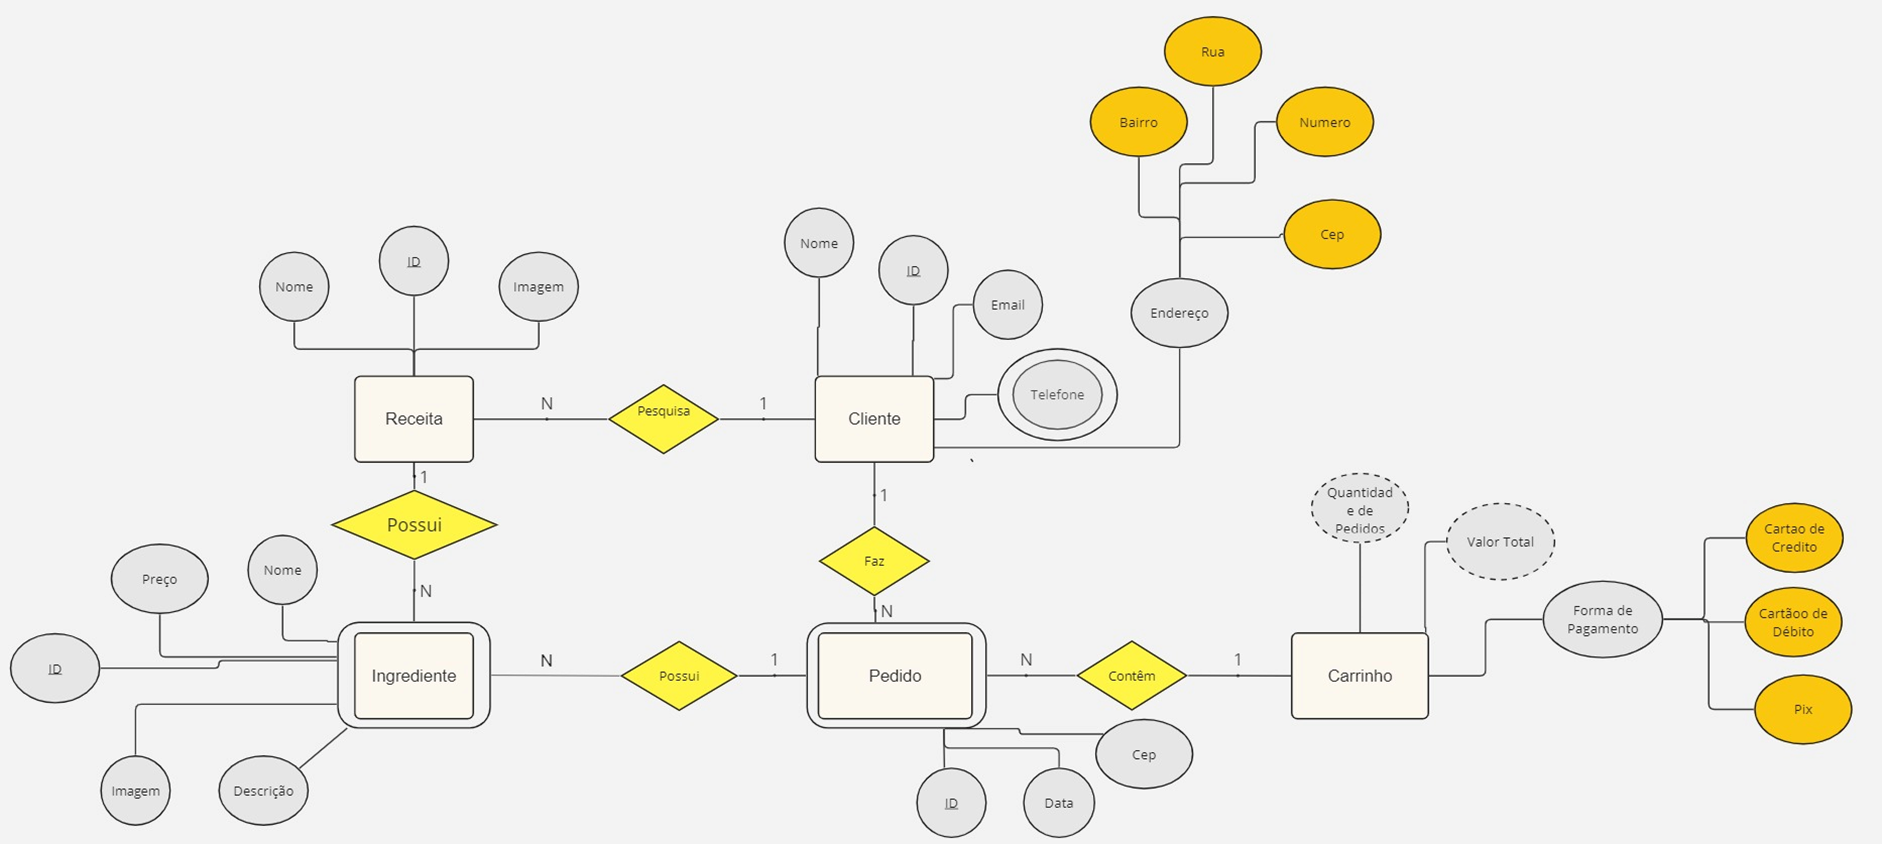 Rua
Bairro
Numero
Cep
Nome
ID
Email
Endereço
Nome
ID
Imagem
Telefone
Receita
N
Pesquisa
1
Cliente
1
Possui
N
1
Faz
N
Quantidad
e de
Pedidos
Valor Total
Cartao de
Credito
Forma de
Pagamento
Cartãoo de
Débito
Pix
Preço
Nome
ID
Ingrediente
N
Possui
1
Pedido
N
Contêm
1
Carrinho
Imagem
Descrição
Cep
ID
Data